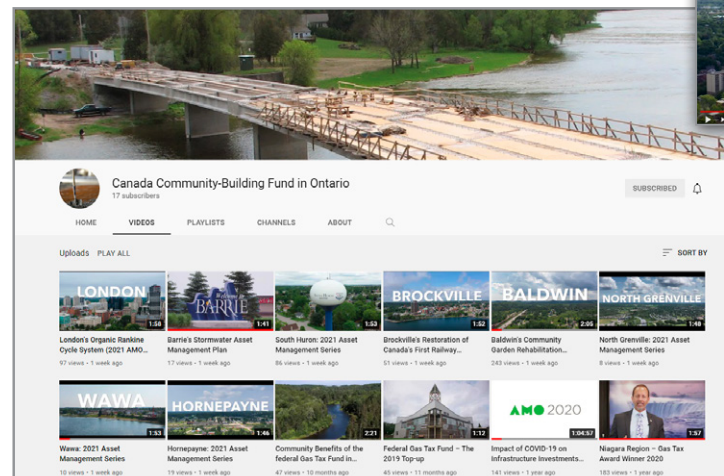 Canada Community-Building Fund in Ontario
17 subscribers
SUBSCRIBED
HOME VIDEOS PLAYLISTS CHANNELS ABOUT
Uploads PLAY ALL SORT BY
LONDON
1:50
BARRIE
1:41
1:53
BROCKVILLE
1:52
BALDWIN
2:05
NORTH GRENVILLE
1:48
London's Organic Rankine
Cycle System (2021 AMO...
97 views • 1 week ago
Barrie's Stormwater Asset
Management Plan
17 views • 1 week ago
South Huron: 2021 Asset
Management Series
86 views • 1 week ago
Brockville's Restoration of
Canada's First Railway...
51 views • 1 week ago
Baldwin's Community
Garden Rehabilitation...
243 views • 1 week ago
North Grenville: 2021 Asset
Management Series
8 views • 1 week ago
WAWA
1:53
HORNEPAYNE
1:46
2:21
1:12
AMO 2020
1:04:57
1:57
Wawa: 2021 Asset
Management Series
10 views • 1 week ago
Hornepayne: 2021 Asset
Management Series
19 views • 1 week ago
Community Benefits of the
federal Gas Tax Fund in...
47 views • 10 months ago
Federal Gas Tax Fund – The
2019 Top-up
45 views • 11 months ago
Impact of COVID-19 on
Infrastructure Investments...
141 views • 1 year ago
Niagara Region – Gas Tax
Award Winner 2020
183 views • 1 year ago